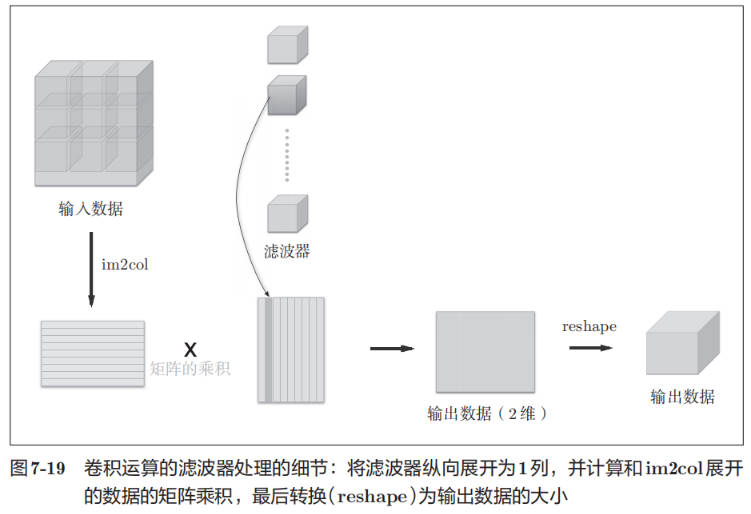 输入数据
滤波器
im2col
X
矩阵的乘积
reshape
输出数据（2 维）
输出数据
图7-19 卷积运算的滤波器处理的细节：将滤波器纵向展开为1列，并计算和im2col展开
的数据的矩阵乘积，最后转换（reshape）为输出数据的大小